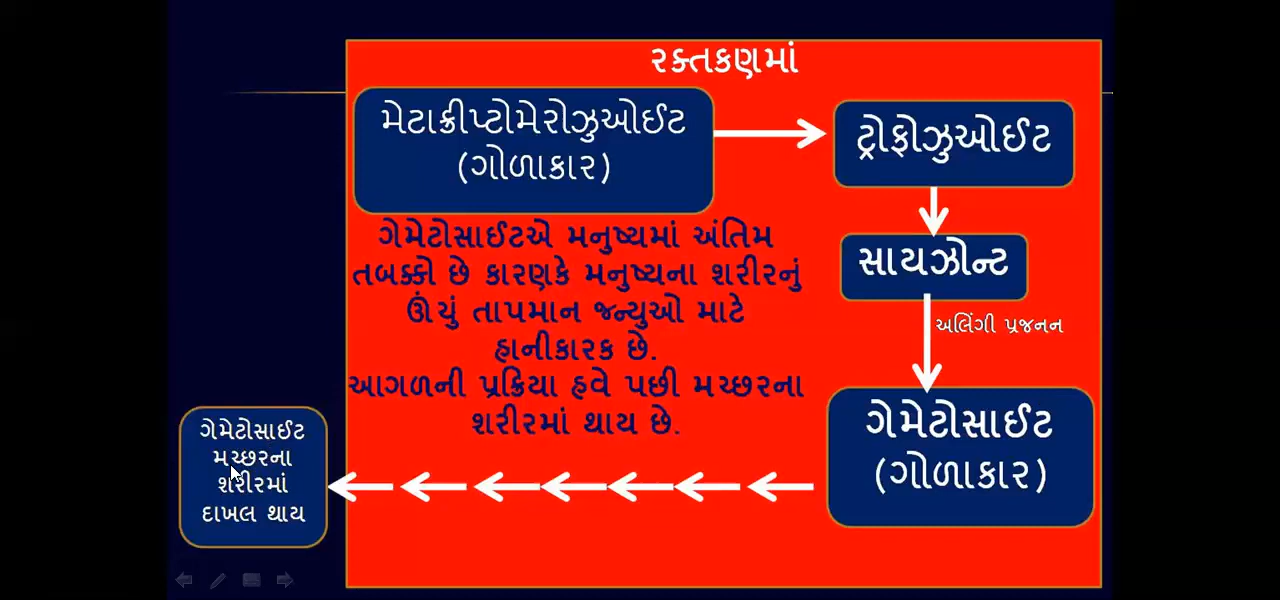 રક્તકણમાં
મેટાક્રીપ્ટોમેરોઝુઓઈટ
(ગોળાકાર)
ટ્રોફોઝુઓઈટ
સાયઝોન્ટ
અલિંગી પ્રજનન
ગેમેટોસાઈટ
(ગોળાકાર)
ગેમેટોસાઈટએ મનુષ્યમાં અંતિમ
તબક્કો છે કારણકે મનુષ્યના શરીરનું
ઊંચું તાપમાન જન્યુઓ માટે
હાનીકારક છે.
આગળની પ્રક્રિયા હવે પછી મચ્છરના
શરીરમાં થાય છે.
ગેમેટોસાઈટ
મચ્છરના
શરીરમાં
દાખલ થાય